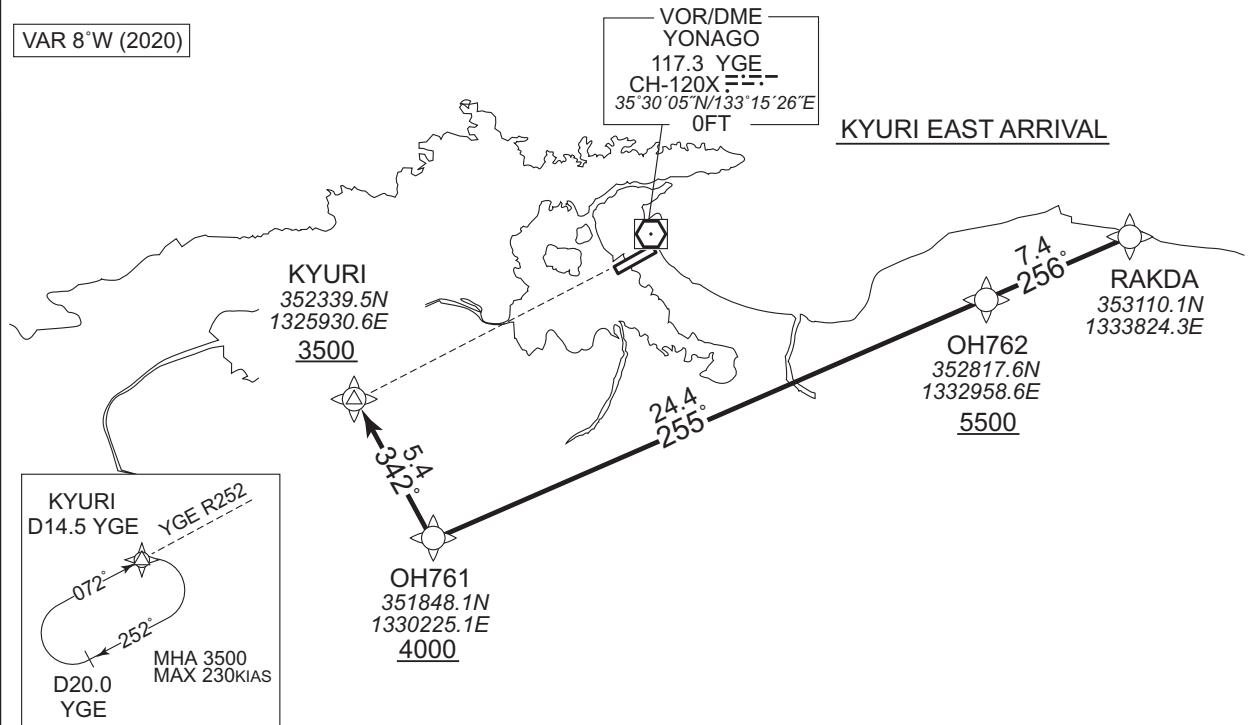 VAR 8°W (2020)
VOR/DME
YONAGO
117.3 YGE
CH-120X
35°30´05˝N/133°15´26˝E
0FT
KYURI EAST ARRIVAL
KYURI
352339.5N
1325930.6E
3500
7.4
256°
RAKDA
353110.1N
1333824.3E
OH762
352817.6N
1332958.6E
5500
24.4
255°
5.4
342°
OH761
351848.1N
1330225.1E
4000
KYURI
D14.5 YGE
YGE R252
072°
252°
MHA 3500
MAX 230KIAS
D20.0
YGE